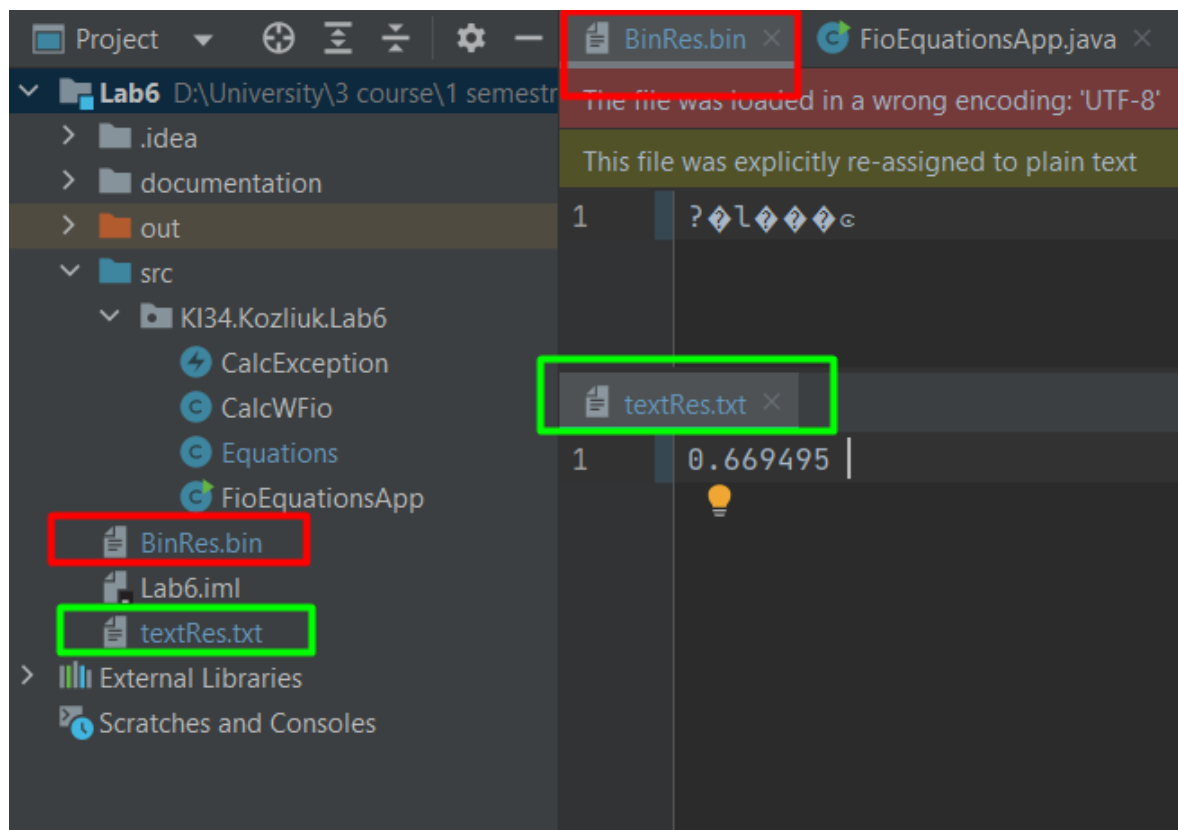 Project
BinRes.bin
FioEquationsApp.java
Lab6 D:\University\3 course\1 semestr
The file was loaded in a wrong encoding: 'UTF-8'
.idea
This file was explicitly re-assigned to plain text
documentation
out
1 ?�l���
src
KI34.Kozliuk.Lab6
CalcException
CalcWFio
textRes.txt
Equations
1 0.669495
FioEquationsApp
BinRes.bin
Lab6.iml
textRes.txt
External Libraries
Scratches and Consoles